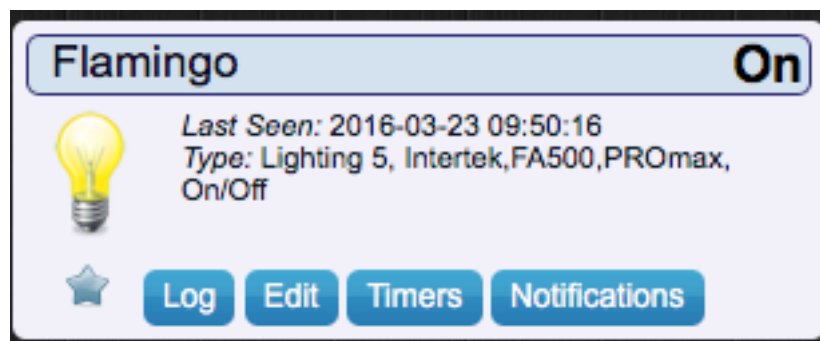 Flamingo On
Last Seen: 2016-03-23 09:50:16
Type: Lighting 5, Intertek,FA500,PROmax,
On/Off
Log Edit Timers Notifications